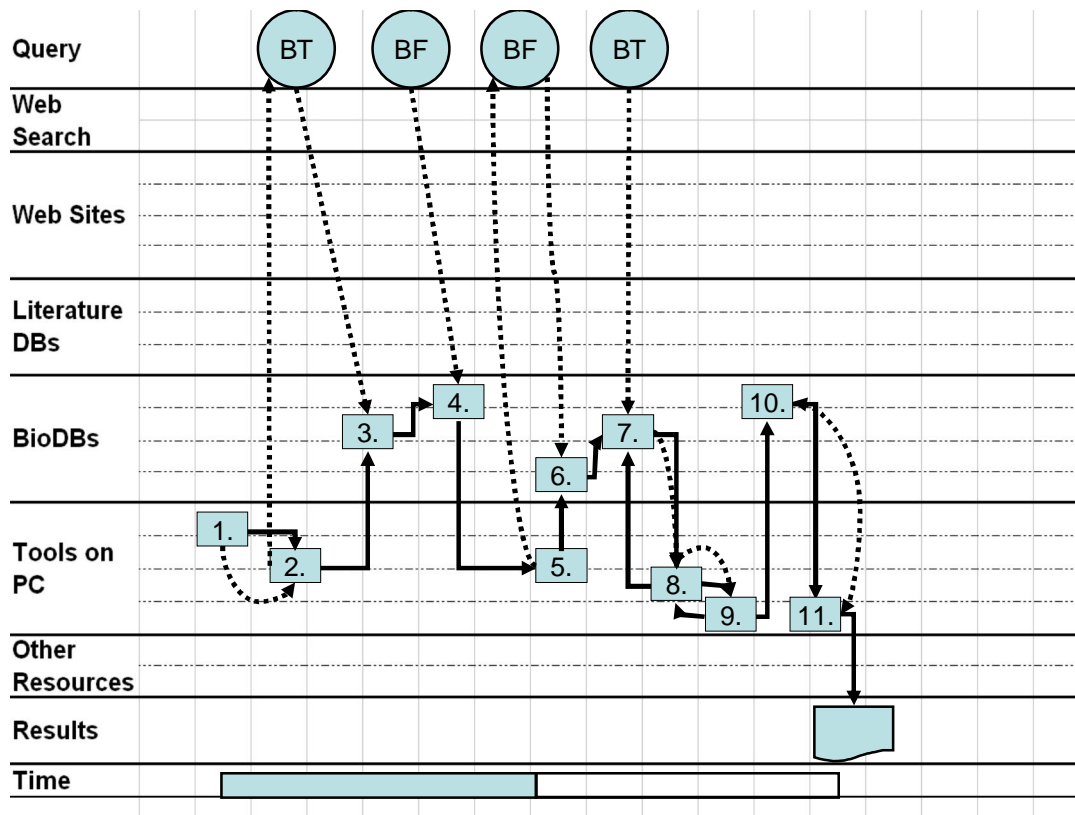 Query
BT
BF
BF
BT
Web
Search
Web Sites
Literature
DBs
BioDBs
4.
10.
3.
7.
6.
Tools on
PC
1.
2.
5.
8.
9.
11.
Other
Resources
Results
Time